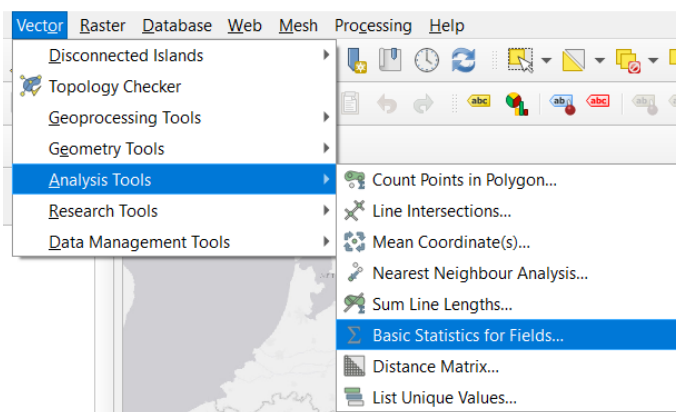 Vector Raster Database Web Mesh Processing Help
Disconnected Islands
Topology Checker
Geoprocessing Tools
Geometry Tools
Analysis Tools
Research Tools
Data Management Tools
abc abc
Count Points in Polygon...
Line Intersections...
Mean Coordinate(s)...
Nearest Neighbour Analysis...
Sum Line Lengths...
Basic Statistics for Fields...
Distance Matrix...
List Unique Values...